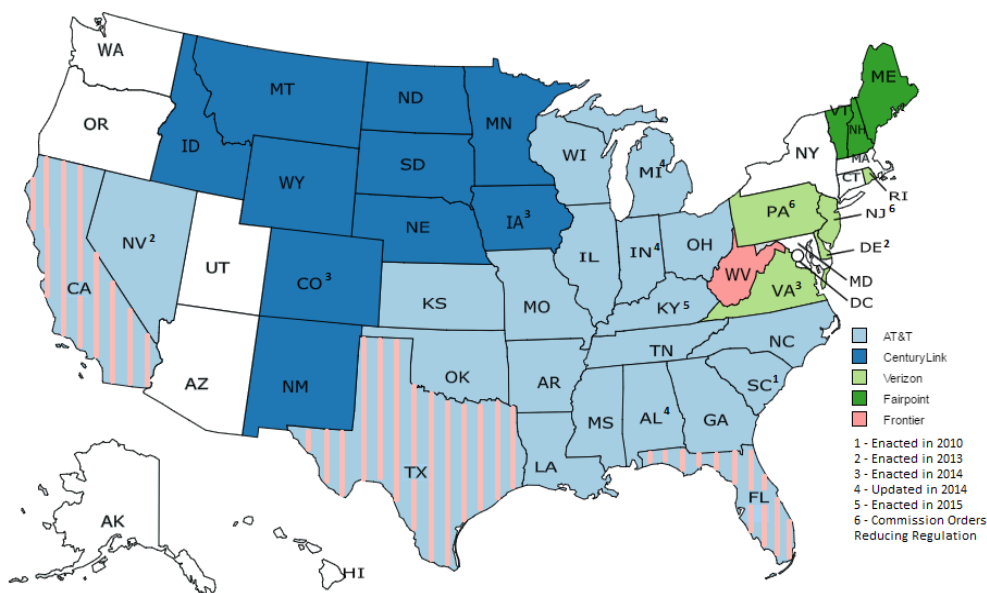 WA
ME
MT
ND
VT
MN
OR
NH
ID
NY
MA
WI
SD
MI4
CT
WY
RI
PA6
NJ6
IA3
NE
NV2
OH
DE2
IN4
IL
UT
WV
MD
CO3
CA
VA3
DC
KS
MO
KY5
AT&T
NC
TN
CenturyLink
OK
AR
Verizon
AZ
SC1
NM
Fairpoint
MS
AL4
GA
Frontier
1 - Enacted in 2010
2 - Enacted in 2013
LA
TX
3 - Enacted in 2014
4 - Updated in 2014
FL
5 - Enacted in 2015
6 - Commission Orders
AK
Reducing Regulation
HI